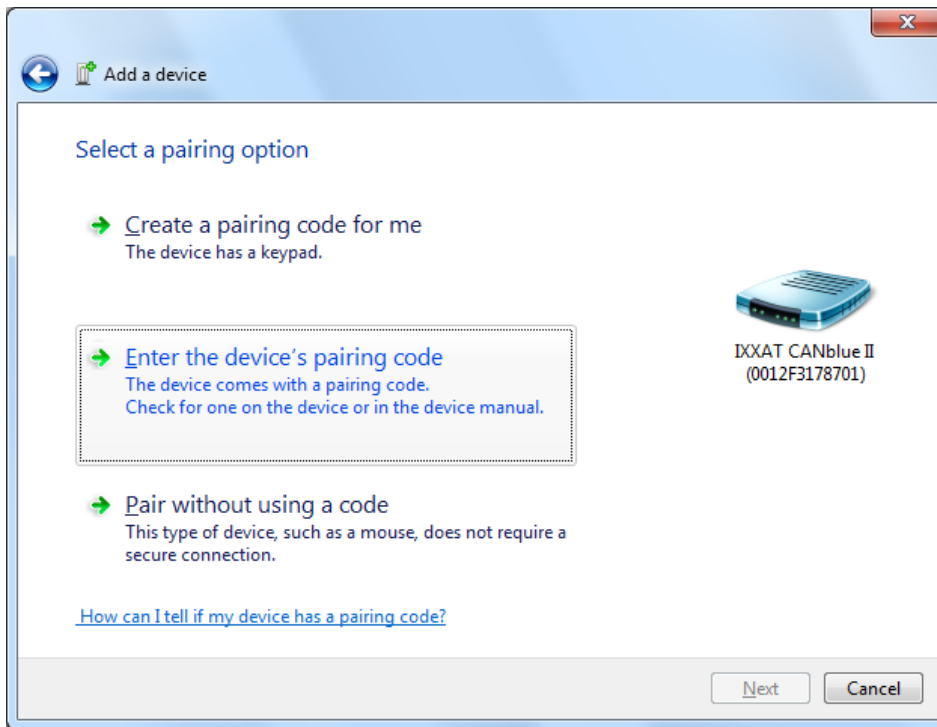 Add a device
Select a pairing option
Create a pairing code for me
The device has a keypad.
Enter the device's pairing code
The device comes with a pairing code.
Check for one on the device or in the device manual.
Pair without using a code
This type of device, such as a mouse, does not require a
secure connection.
How can I tell if my device has a pairing code?
IXXAT CANblue II
(0012F3178701)
Next
Cancel